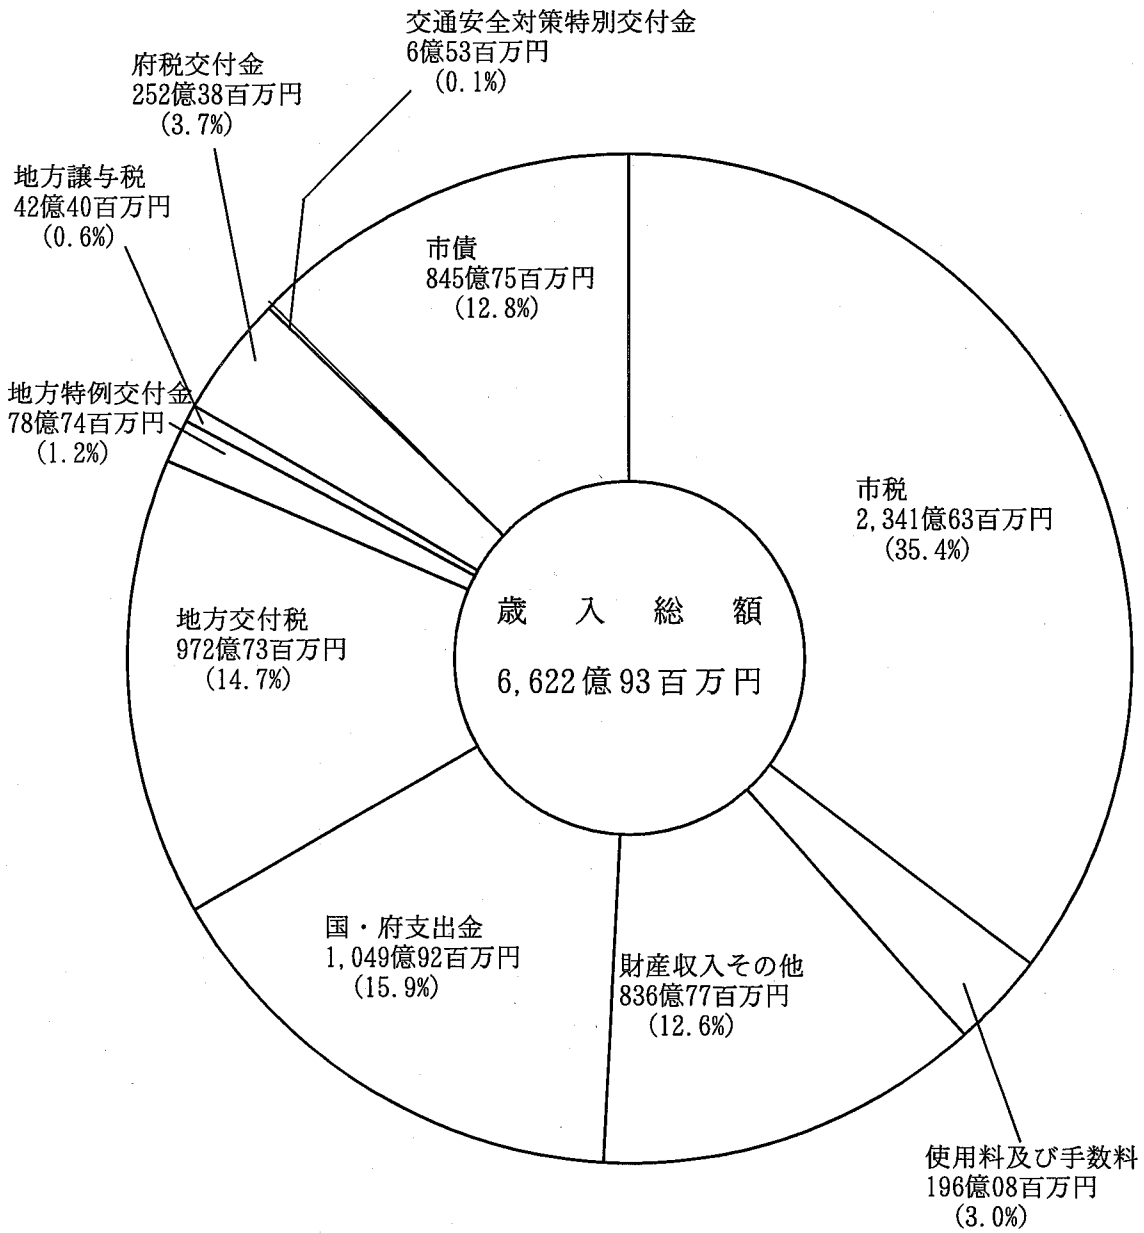 交通安全対策特別交付金
6億53百万円
(0.1%)
府税交付金
252億38百万円
(3.7%)
地方譲与税
42億40百万円
(0.6%)
市債
845億75百万円
(12.8%)
地方特例交付金
78億74百万円
(1.2%)
市税
2,341億63百万円
(35.4%)
歳入総額
6,622億93百万円
地方交付税
972億73百万円
(14.7%)
国・府支出金
1,049億92百万円
(15.9%)
財産収入その他
836億77百万円
(12.6%)
使用料及び手数料
196億08百万円
(3.0%)